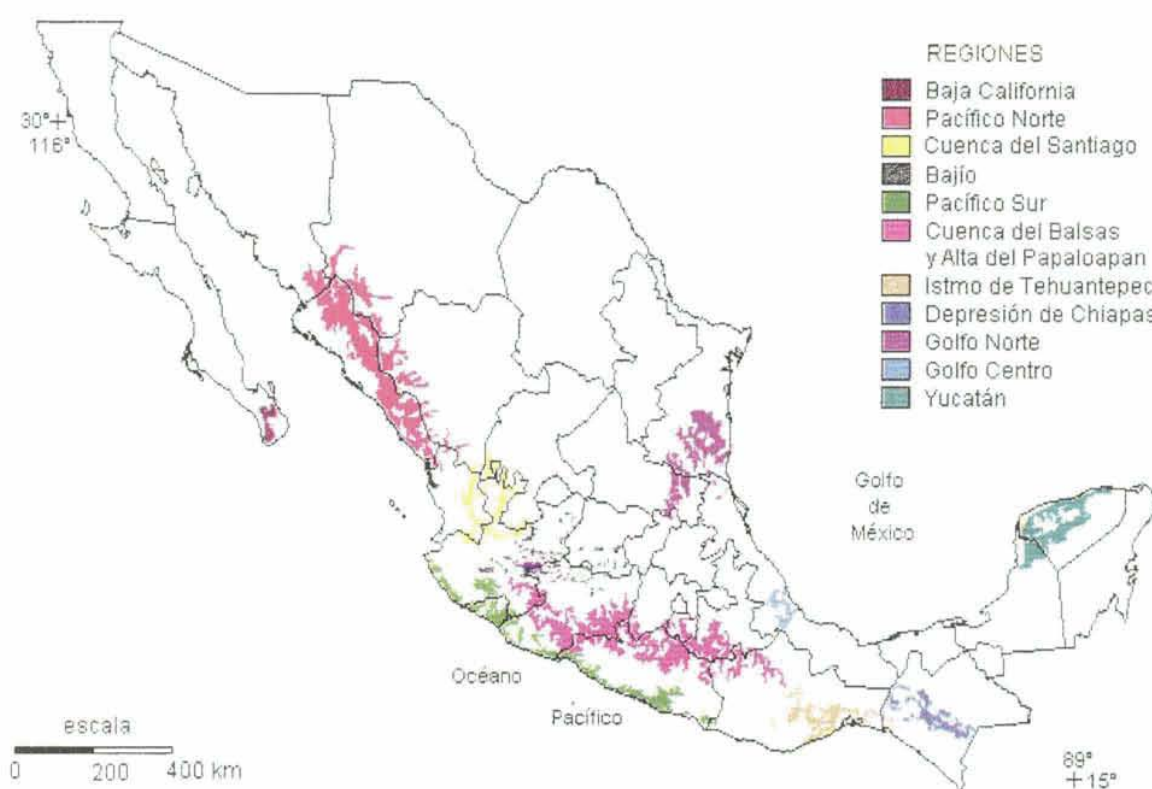 REGIONES
Baja California
Pacífico Norte
Cuenca del Santiago
Bajío
Pacífico Sur
Cuenca del Balsas
y Alta del Papaloapan
Istmo de Tehuantepec
Depresión de Chiapas
Golfo Norte
Golfo Centro
Yucatán
30°
116°
Golfo
de
México
Océano
Pacífico
escala
0 200 400 km
89°
15°